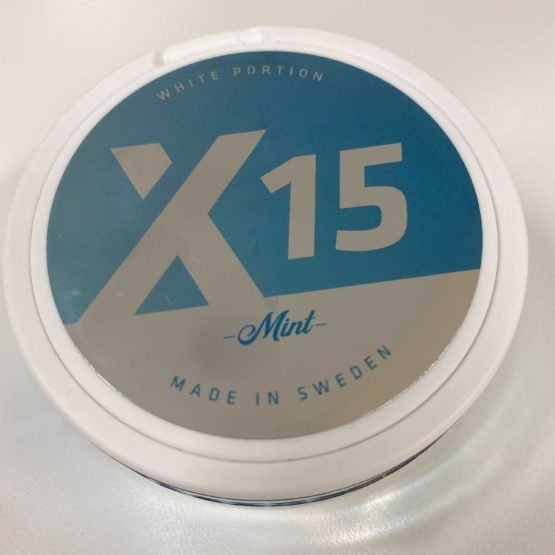 WHITE PORTION
X15
-Mint-
MADE IN SWEDEN